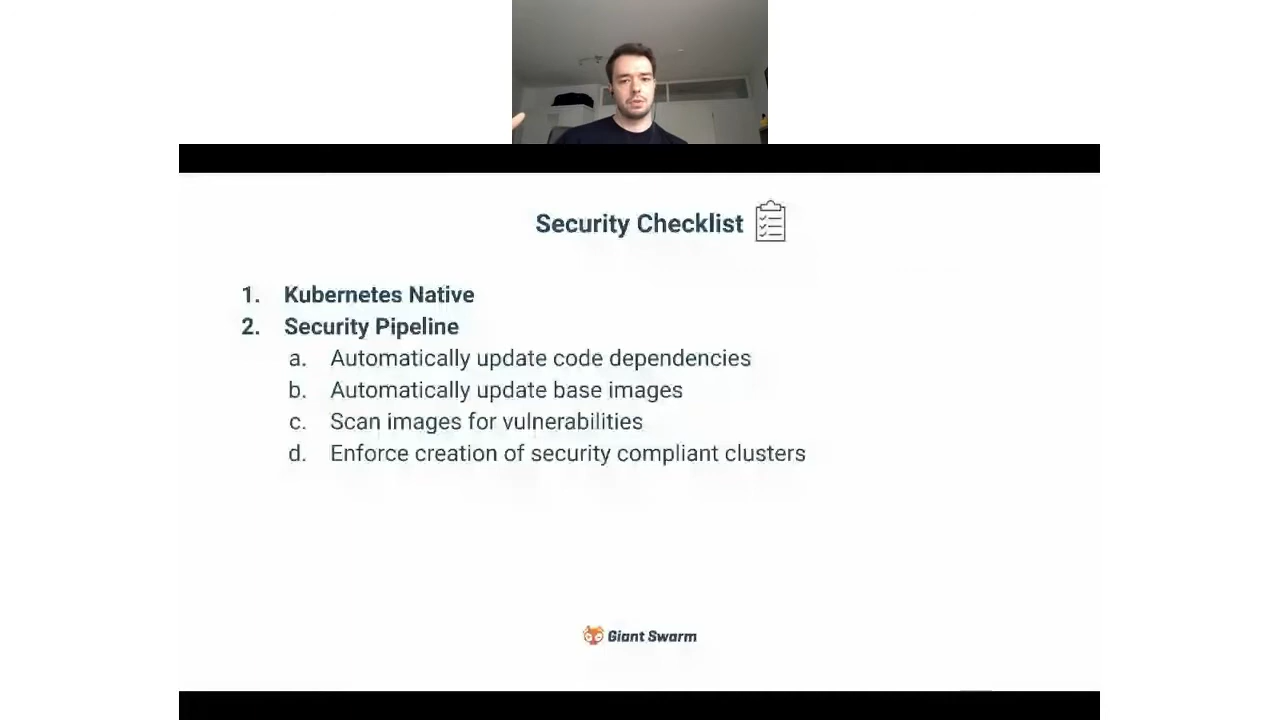 Security Checklist
1. Kubernetes Native
2. Security Pipeline
a. Automatically update code dependencies
b. Automatically update base images
c. Scan images for vulnerabilities
d. Enforce creation of security compliant clusters
Giant Swarm